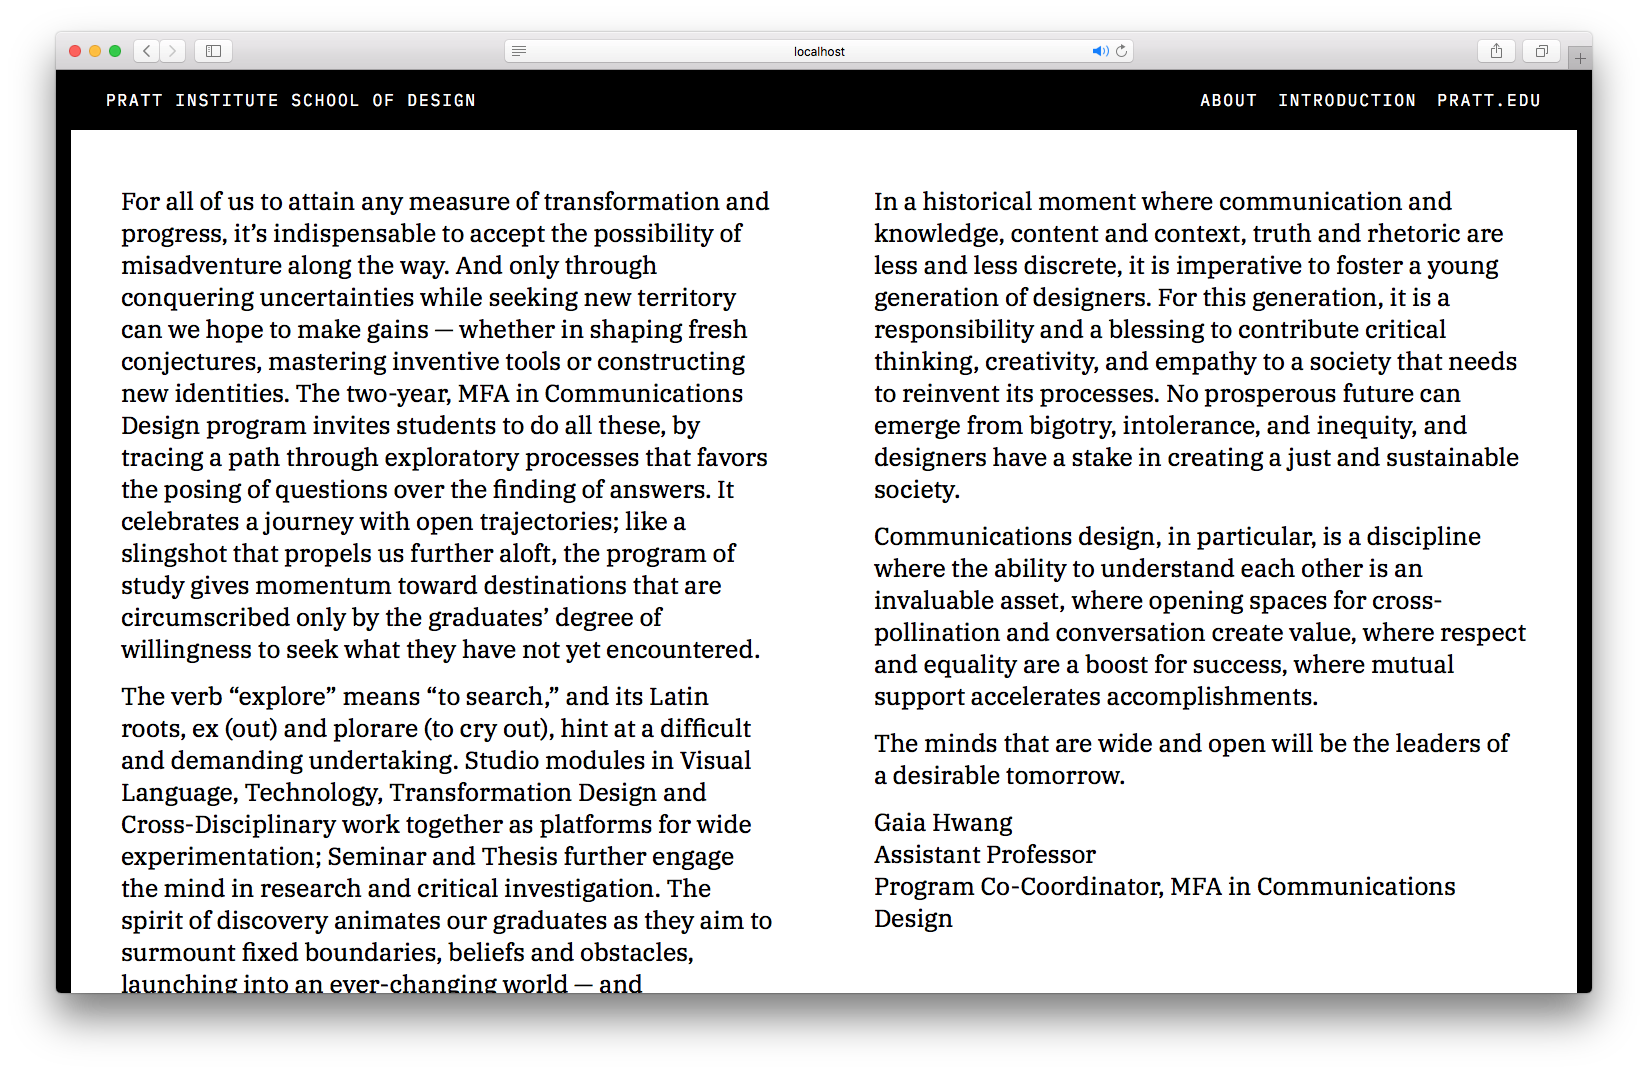 localhost
PRATT INSTITUTE SCHOOL OF DESIGN
ABOUT INTRODUCTION PRATT.EDU
For all of us to attain any measure of transformation and
progress, it’s indispensable to accept the possibility of
misadventure along the way. And only through
conquering uncertainties while seeking new territory
can we hope to make gains — whether in shaping fresh
conjectures, mastering inventive tools or constructing
new identities. The two-year, MFA in Communications
Design program invites students to do all these, by
tracing a path through exploratory processes that favors
the posing of questions over the finding of answers. It
celebrates a journey with open trajectories; like a
slingshot that propels us further aloft, the program of
study gives momentum toward destinations that are
circumscribed only by the graduates’ degree of
willingness to seek what they have not yet encountered.
The verb “explore” means “to search,” and its Latin
roots, ex (out) and plorare (to cry out), hint at a difficult
and demanding undertaking. Studio modules in Visual
Language, Technology, Transformation Design and
Cross-Disciplinary work together as platforms for wide
experimentation; Seminar and Thesis further engage
the mind in research and critical investigation. The
spirit of discovery animates our graduates as they aim to
surmount fixed boundaries, beliefs and obstacles,
launching into an ever-changing world — and
In a historical moment where communication and
knowledge, content and context, truth and rhetoric are
less and less discrete, it is imperative to foster a young
generation of designers. For this generation, it is a
responsibility and a blessing to contribute critical
thinking, creativity, and empathy to a society that needs
to reinvent its processes. No prosperous future can
emerge from bigotry, intolerance, and inequity, and
designers have a stake in creating a just and sustainable
society.
Communications design, in particular, is a discipline
where the ability to understand each other is an
invaluable asset, where opening spaces for cross-
pollination and conversation create value, where respect
and equality are a boost for success, where mutual
support accelerates accomplishments.
The minds that are wide and open will be the leaders of
a desirable tomorrow.
Gaia Hwang
Assistant Professor
Program Co-Coordinator, MFA in Communications
Design